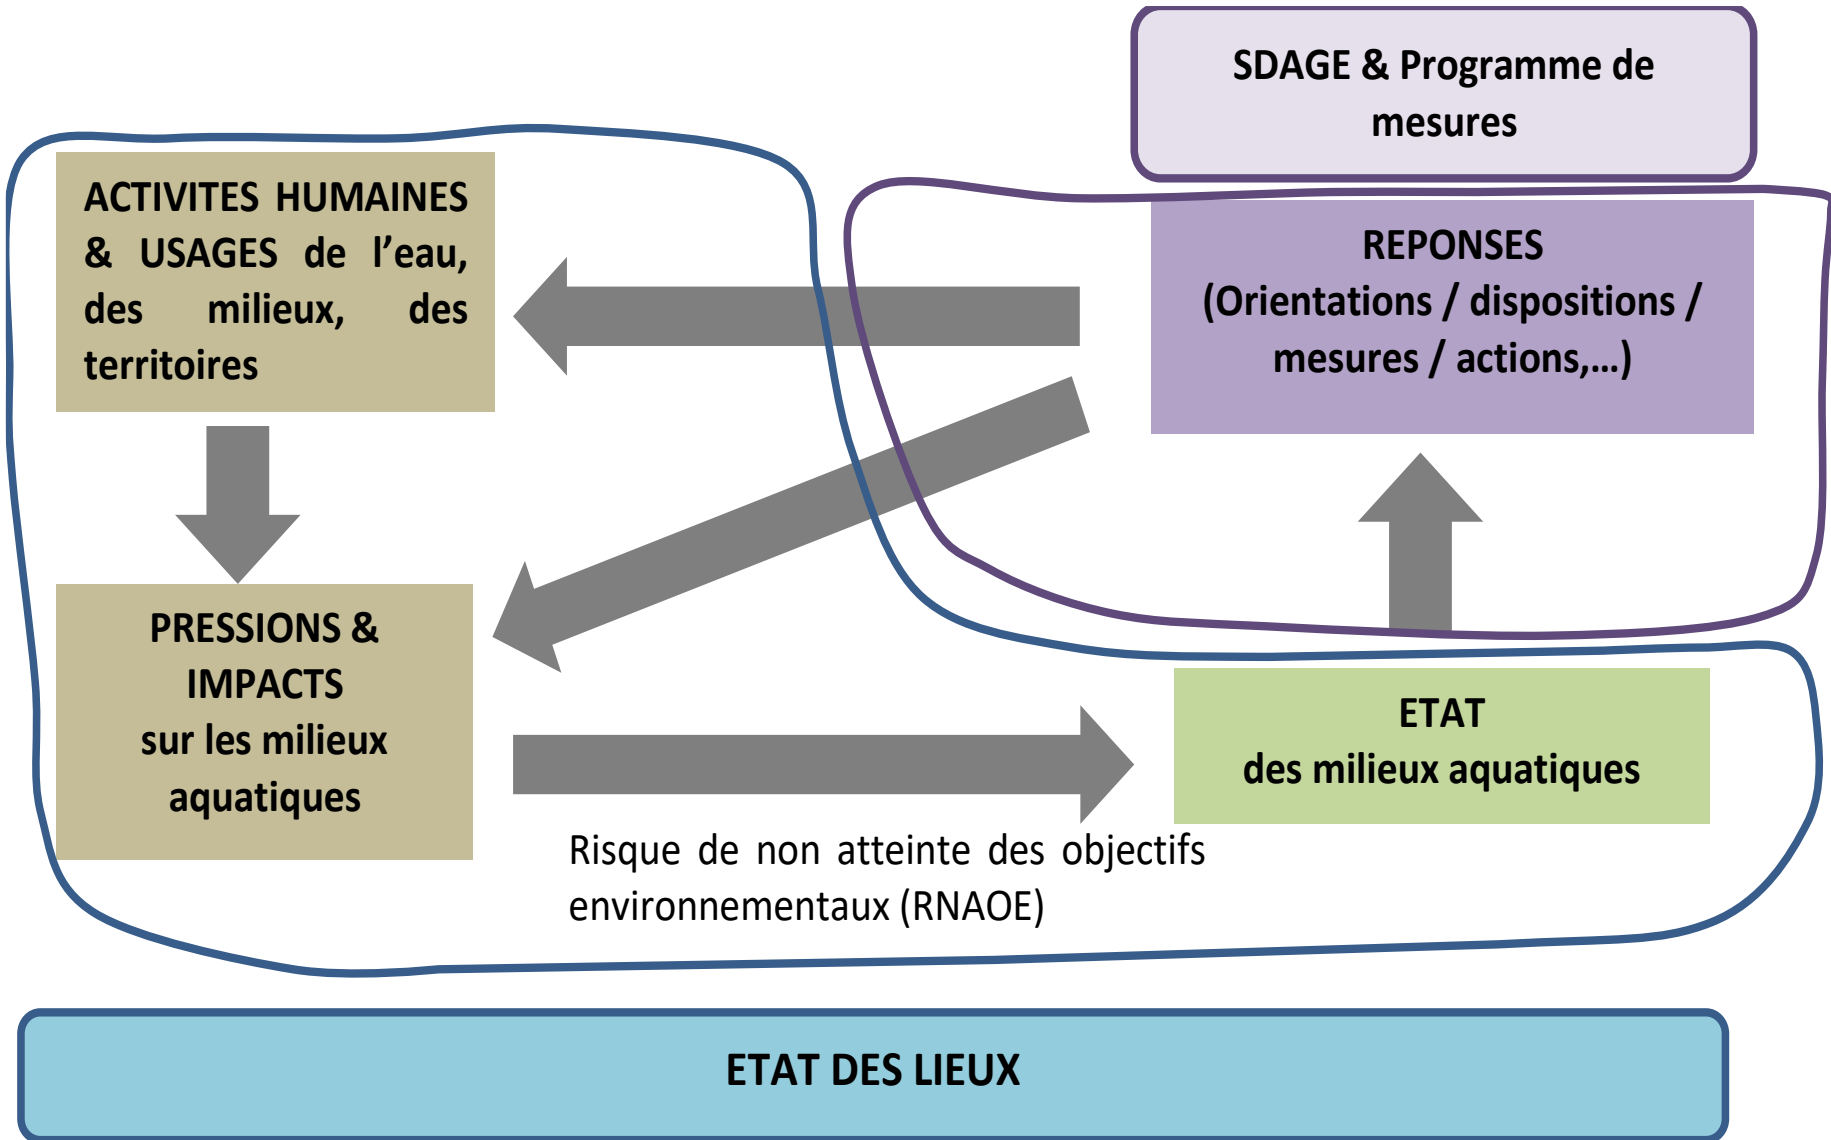 SDAGE & Programme de
mesures
ACTIVITES HUMAINES
& USAGES de l’eau,
des milieux, des
territoires
REPONSES
(Orientations / dispositions /
mesures / actions,...)
PRESSIONS &
IMPACTS
sur les milieux
aquatiques
ETAT
des milieux aquatiques
Risque de non atteinte des objectifs
environnementaux (RNAOE)
ETAT DES LIEUX